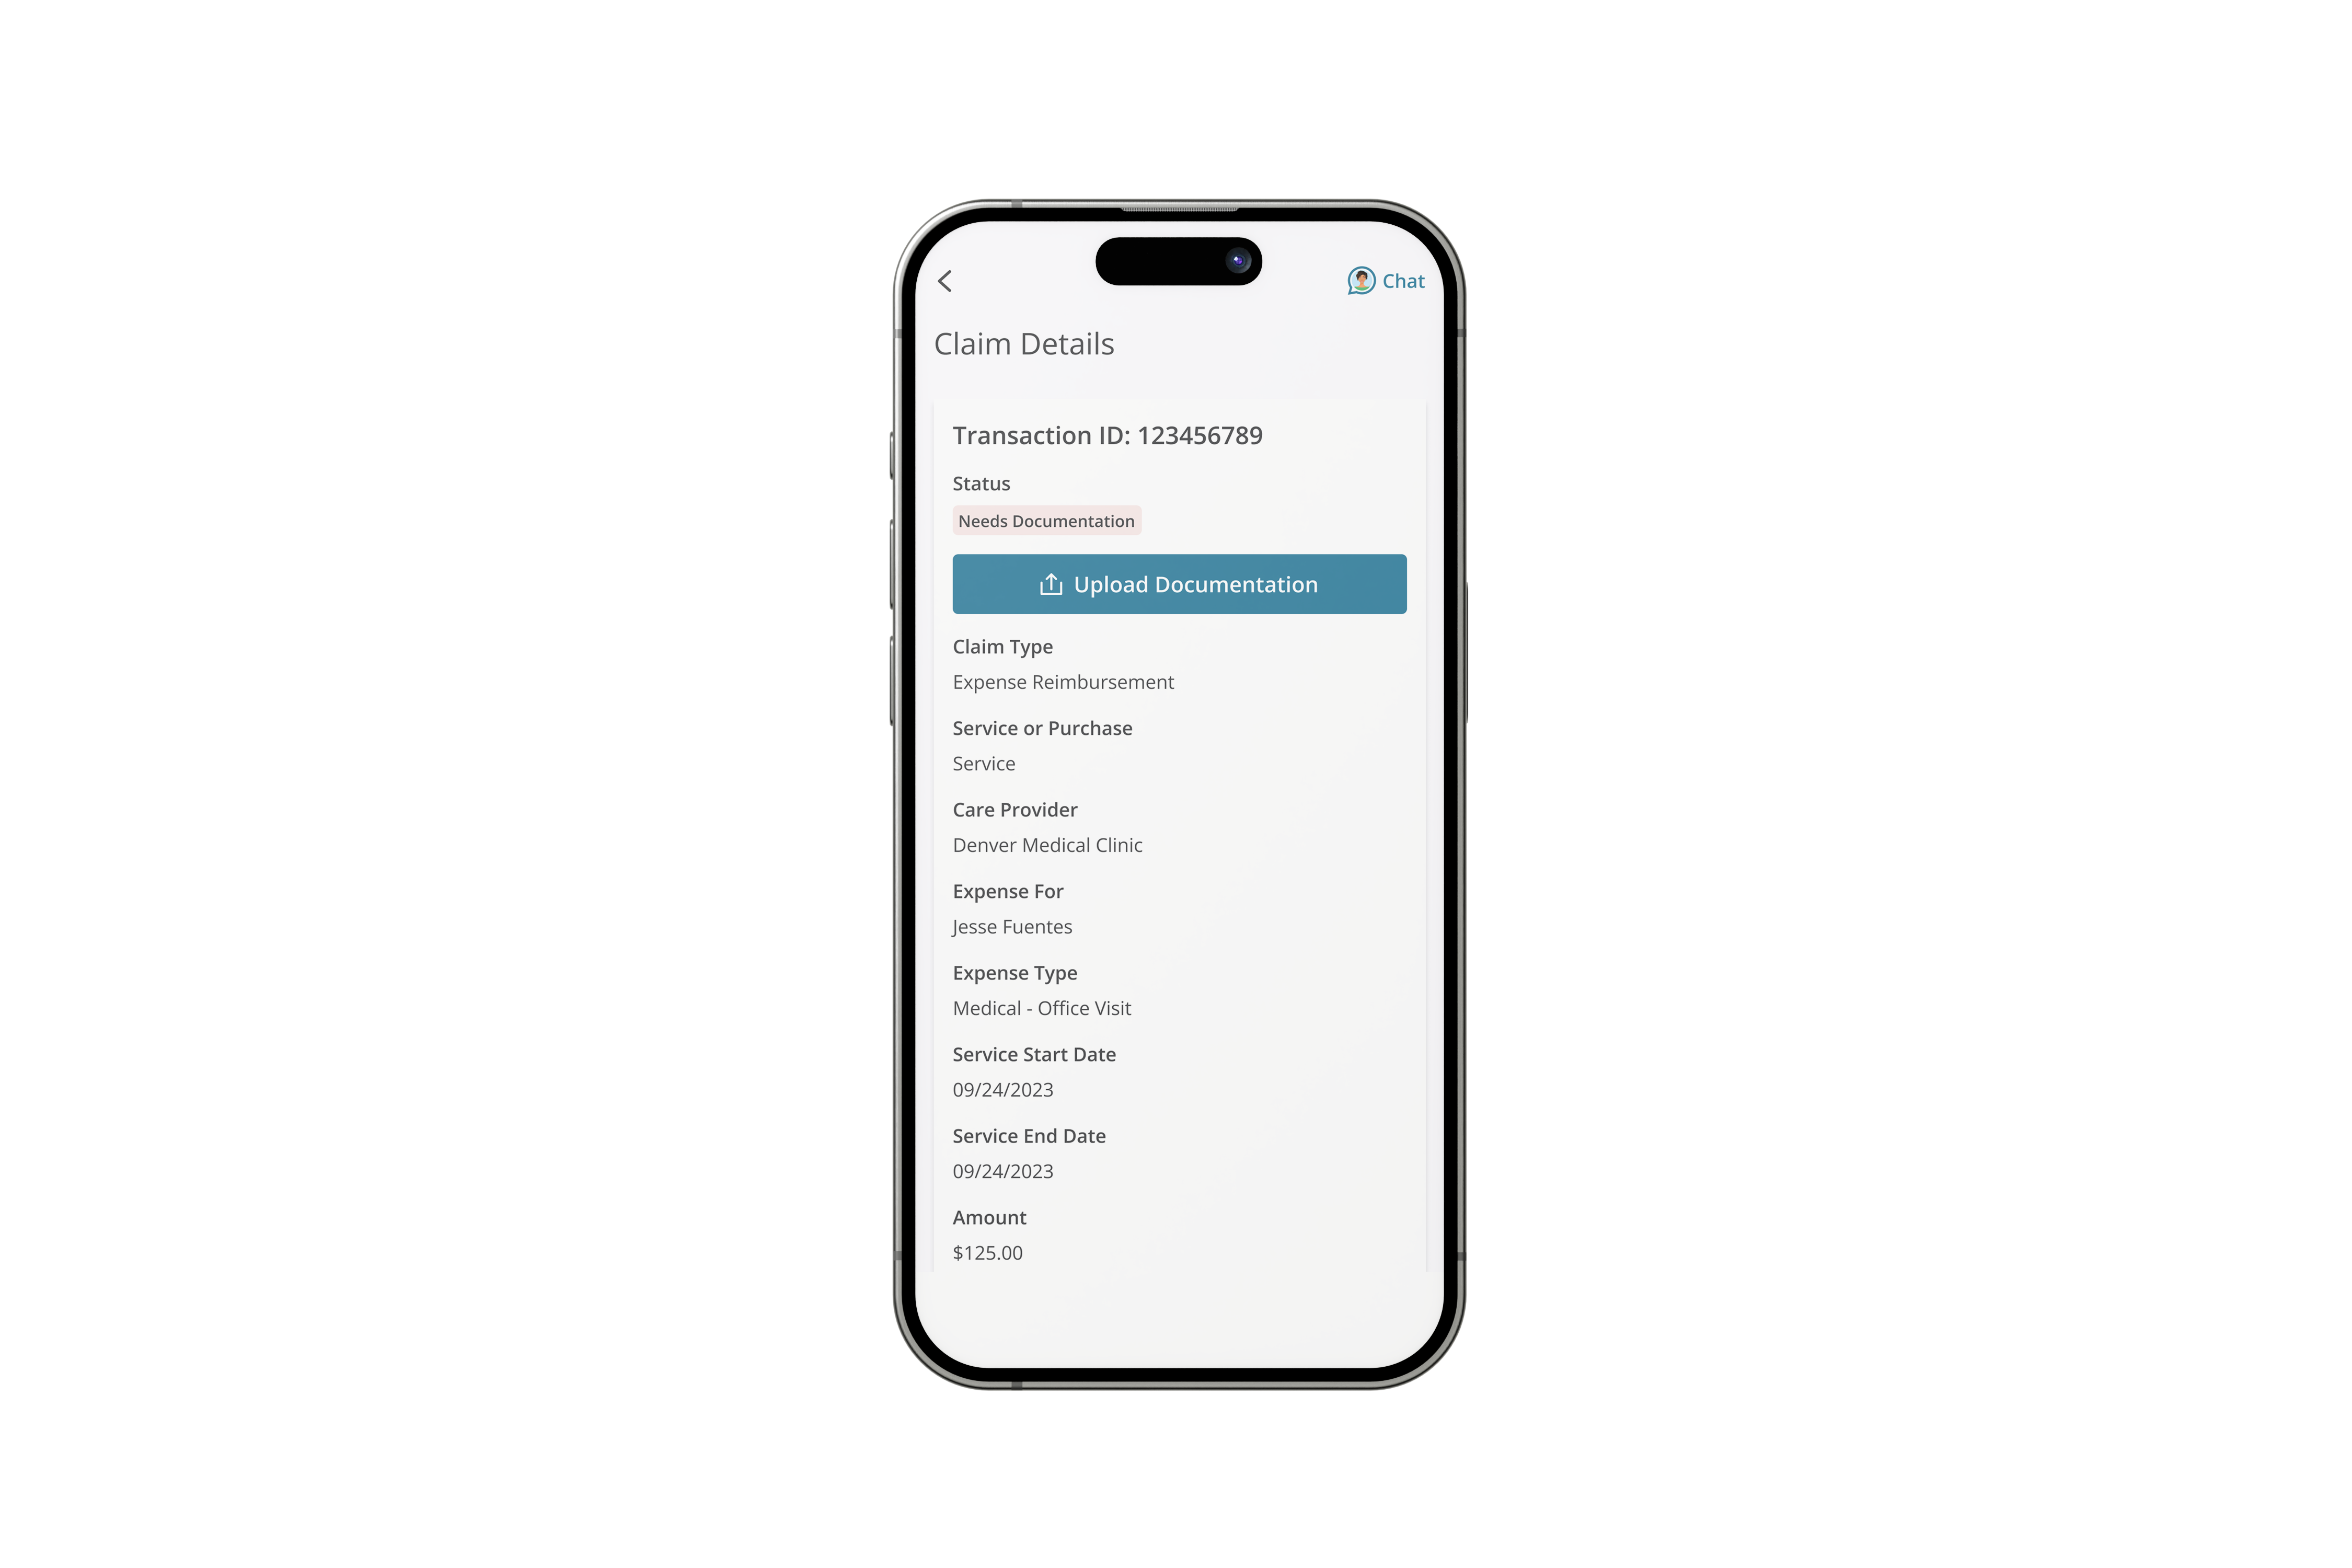 Chat
Claim Details
Transaction ID: 123456789
Status
Needs Documentation
Upload Documentation
Claim Type
Expense Reimbursement
Service or Purchase
Service
Care Provider
Denver Medical Clinic
Expense For
Jesse Fuentes
Expense Type
Medical - Office Visit
Service Start Date
09/24/2023
Service End Date
09/24/2023
Amount
$125.00